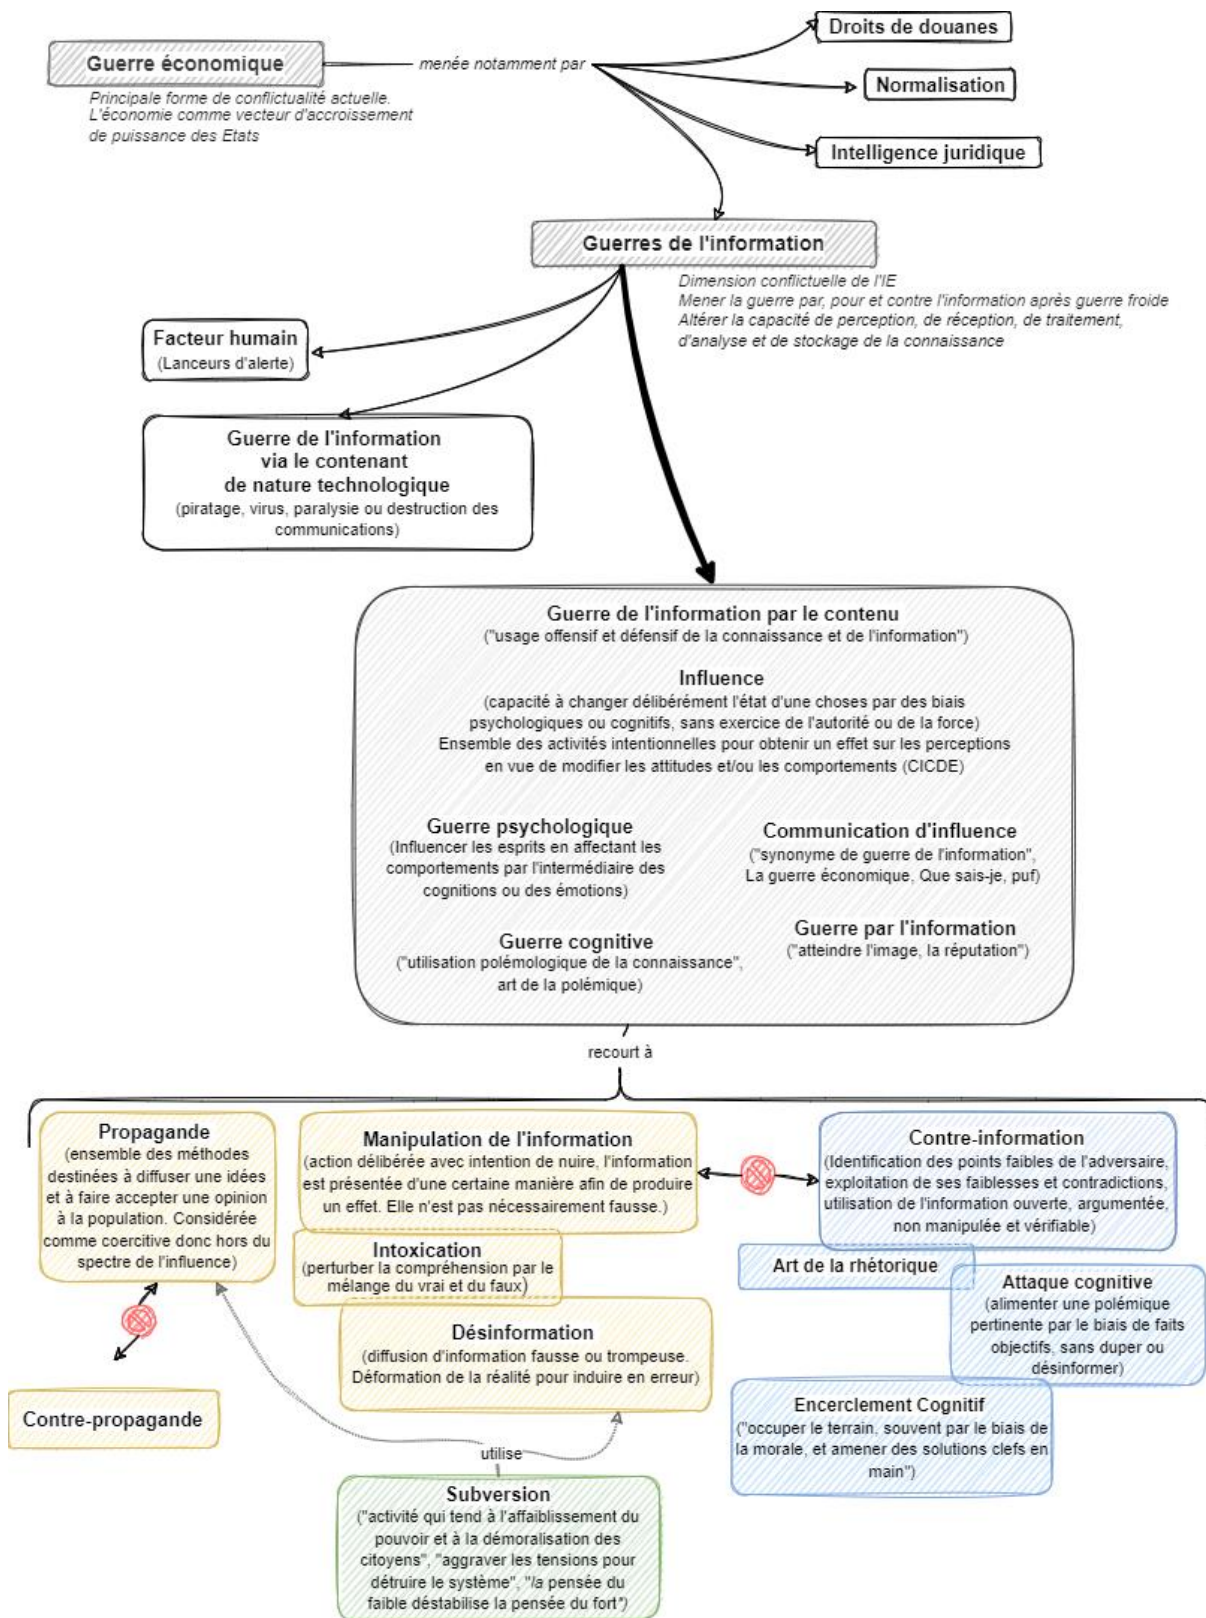 Droits de douanes
Guerre économique
menée notamment par
Normalisation
Principale forme de conflictualité actuelle.
L'économie comme vecteur d'accroissement
de puissance des Etats
Intelligence juridique
Guerres de l'information
Dimension conflictuelle de l'IE
Mener la guerre par, pour et contre l'information après guerre froide
Altérer la capacité de perception, de réception, de traitement,
d'analyse et de stockage de la connaissance
Facteur humain
(Lanceurs d'alerte)
Guerre de l'information
via le contenant
de nature technologique
(piratage, virus, paralysie ou destruction des
communications)
Guerre de l'information par le contenu
("usage offensif et défensif de la connaissance et de l'information")
Influence
(capacité à changer délibérément l'état d'une choses par des biais
psychologiques ou cognitifs, sans exercice de l'autorité ou de la force)
Ensemble des activités intentionnelles pour obtenir un effet sur les perceptions
en vue de modifier les attitudes et/ou les comportements (CICDE)
Guerre psychologique
(Influencer les esprits en affectant les
comportements par l'intermédiaire des
cognitions ou des émotions)
Communication d'influence
("synonyme de guerre de l'information",
La guerre économique, Que sais-je, puf)
Guerre cognitive
("utilisation polémologique de la connaissance",
art de la polémique)
Guerre par l'information
("atteindre l'image, la réputation")
recourt à
Propagande
(ensemble des méthodes
destinées à diffuser une idées
et à faire accepter une opinion
à la population. Considérée
comme coercitive donc hors du
spectre de l'influence)
Manipulation de l'information
(action délibérée avec intention de nuire, l'information
est présentée d'une certaine manière afin de produire
un effet. Elle n'est pas nécessairement fausse.)
Contre-information
(Identification des points faibles de l'adversaire,
exploitation de ses faiblesses et contradictions,
utilisation de l'information ouverte, argumentée,
non manipulée et vérifiable)
Intoxication
(perturber la compréhension par le
mélange du vrai et du faux)
Art de la rhétorique
Attaque cognitive
(alimenter une polémique
pertinente par le biais de faits
objectifs, sans duper ou
désinformer)
Désinformation
(diffusion d'information fausse ou trompeuse.
Déformation de la réalité pour induire en erreur)
Contre-propagande
Encerclement Cognitif
("occuper le terrain, souvent par le biais de
la morale, et amener des solutions clefs en
main")
utilise
Subversion
("activité qui tend à l'affaiblissement du
pouvoir et à la démoralisation des
citoyens", "aggraver les tensions pour
détruire le système", "la pensée du
faible déstabilise la pensée du fort")